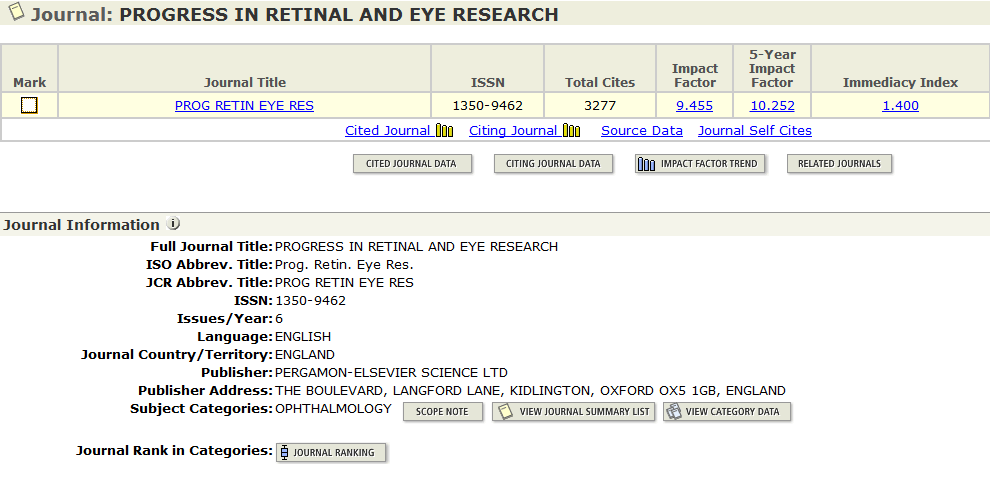 Journal: PROGRESS IN RETINAL AND EYE RESEARCH
Mark Journal Title ISSN Total Cites Impact Factor 5-Year Impact Factor Immediacy Index
PROG RETIN EYE RES 1350-9462 3277 9.455 10.252 1.400
Cited Journal Citing Journal Source Data Journal Self Cites
CITED JOURNAL DATA CITING JOURNAL DATA IMPACT FACTOR TREND RELATED JOURNALS
Journal Information i
Full Journal Title: PROGRESS IN RETINAL AND EYE RESEARCH
ISO Abbrev. Title: Prog. Retin. Eye Res.
JCR Abbrev. Title: PROG RETIN EYE RES
ISSN: 1350-9462
Issues/Year: 6
Language: ENGLISH
Journal Country/Territory: ENGLAND
Publisher: PERGAMON-ELSEVIER SCIENCE LTD
Publisher Address: THE BOULEVARD, LANGFORD LANE, KIDLINGTON, OXFORD OX5 1GB, ENGLAND
Subject Categories: OPHTHALMOLOGY SCOPE NOTE VIEW JOURNAL SUMMARY LIST VIEW CATEGORY DATA
Journal Rank in Categories: JOURNAL RANKING